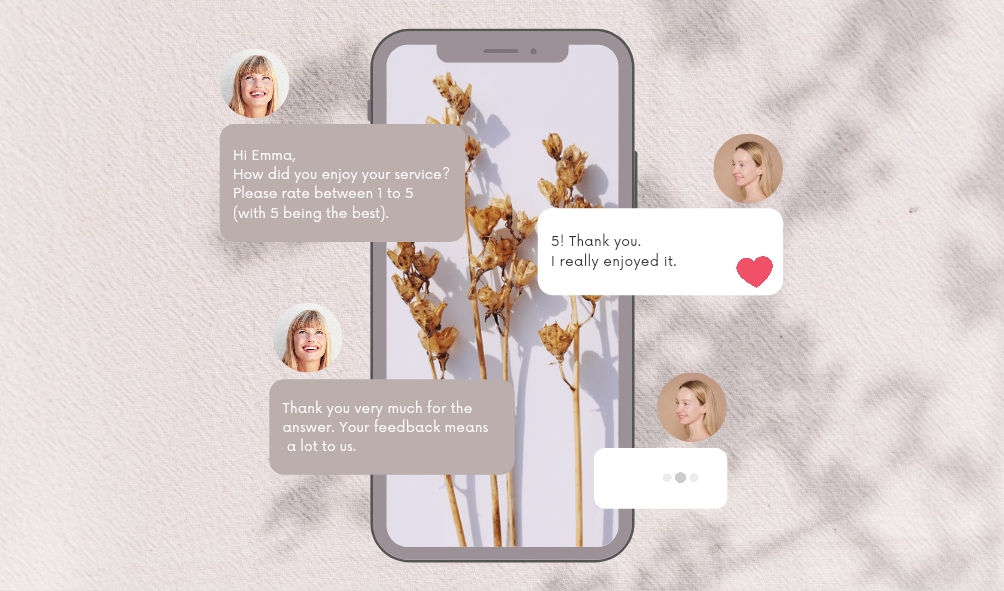 Hi Emma,
How did you enjoy your service?
Please rate between 1 to 5
(with 5 being the best).
5! Thank you.
I really enjoyed it.
Thank you very much for the
answer. Your feedback means
a lot to us.